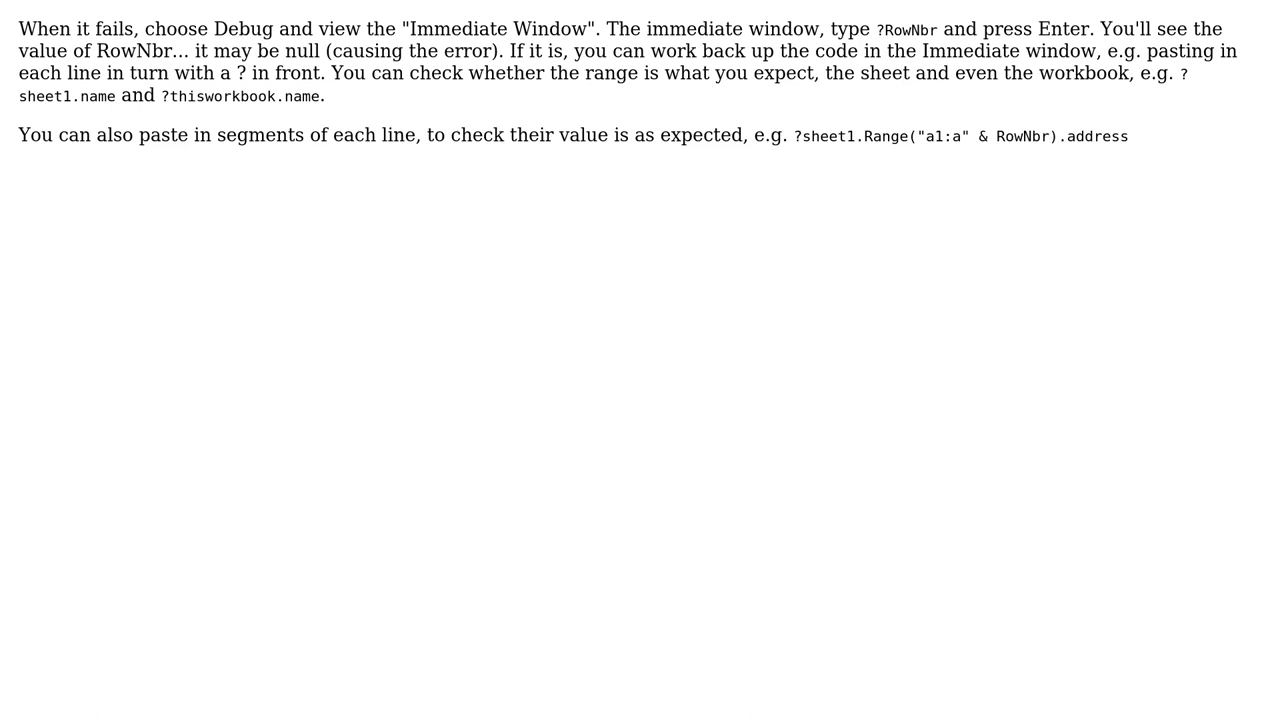 When it fails, choose Debug and view the "Immediate Window". The immediate window, type ?RowNbr and press Enter. You'll see the
value of RowNbr... it may be null (causing the error). If it is, you can work back up the code in the Immediate window, e.g. pasting in
each line in turn with a ? in front. You can check whether the range is what you expect, the sheet and even the workbook, e.g. ?
sheet1.name and ?thisworkbook.name.
You can also paste in segments of each line, to check their value is as expected, e.g. ?sheet1.Range("a1:a" & RowNbr).address